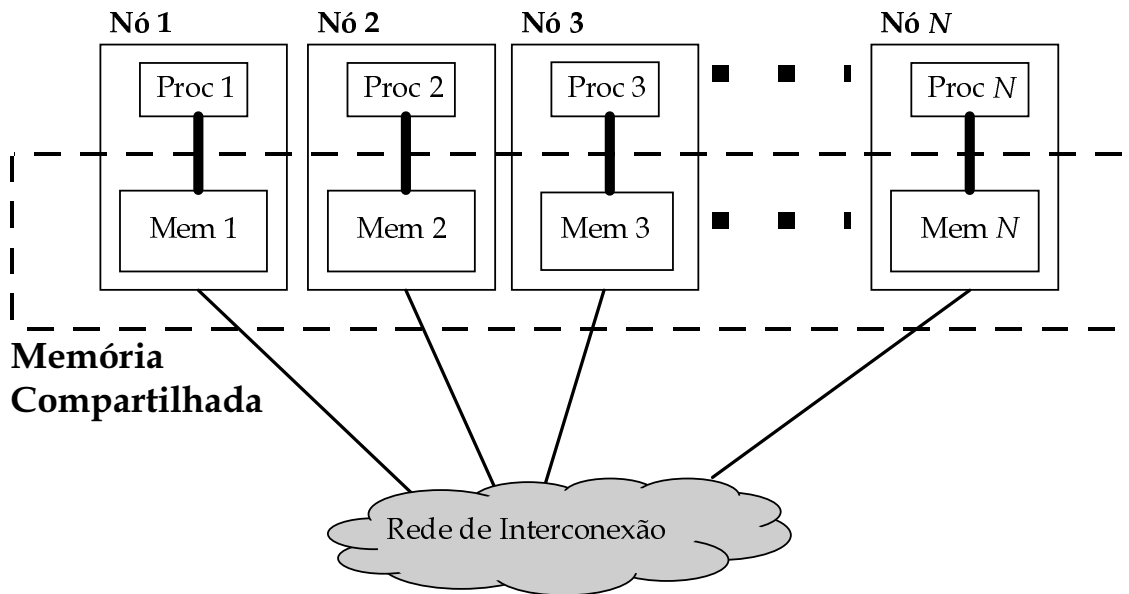 Nó 1
Nó 2
Nó 3
Nó N
Proc 1
Proc 2
Proc 3
Proc N
Mem 1
Mem 2
Mem 3
Mem N
Memória
Compartilhada
Rede de Interconexão